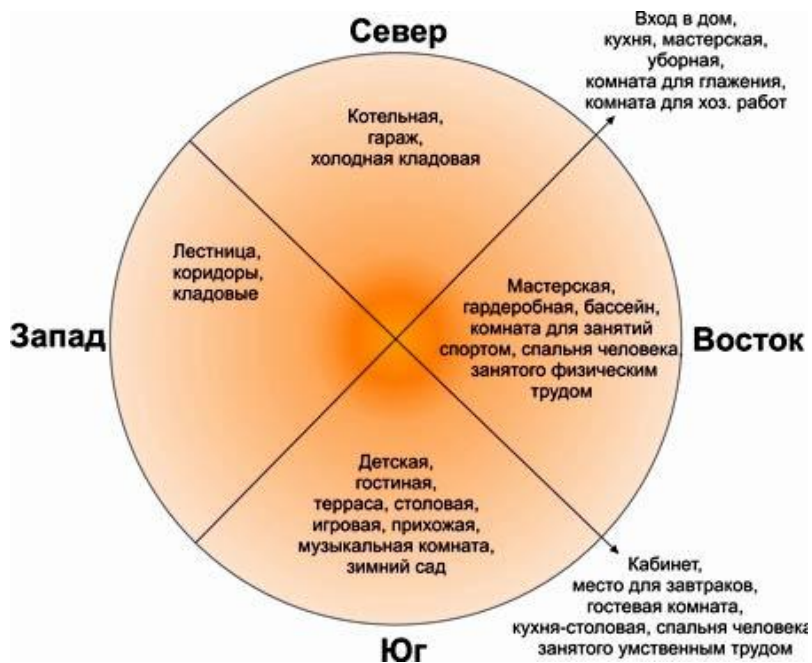 Север
Вход в дом,
кухня, мастерская,
уборная,
комната для глажения,
комната для хоз. работ
Котельная,
гараж,
холодная кладовая
Лестница,
коридоры,
кладовые
Запад
Мастерская,
гардеробная, бассейн,
комната для занятий
спортом, спальня человека,
занятого физическим
трудом
Восток
Детская,
гостиная,
терраса, столовая,
игровая, прихожая,
музыкальная комната,
зимний сад
Юг
Кабинет,
место для завтраков,
гостевая комната,
кухня-столовая, спальня человека
занятого умственным трудом